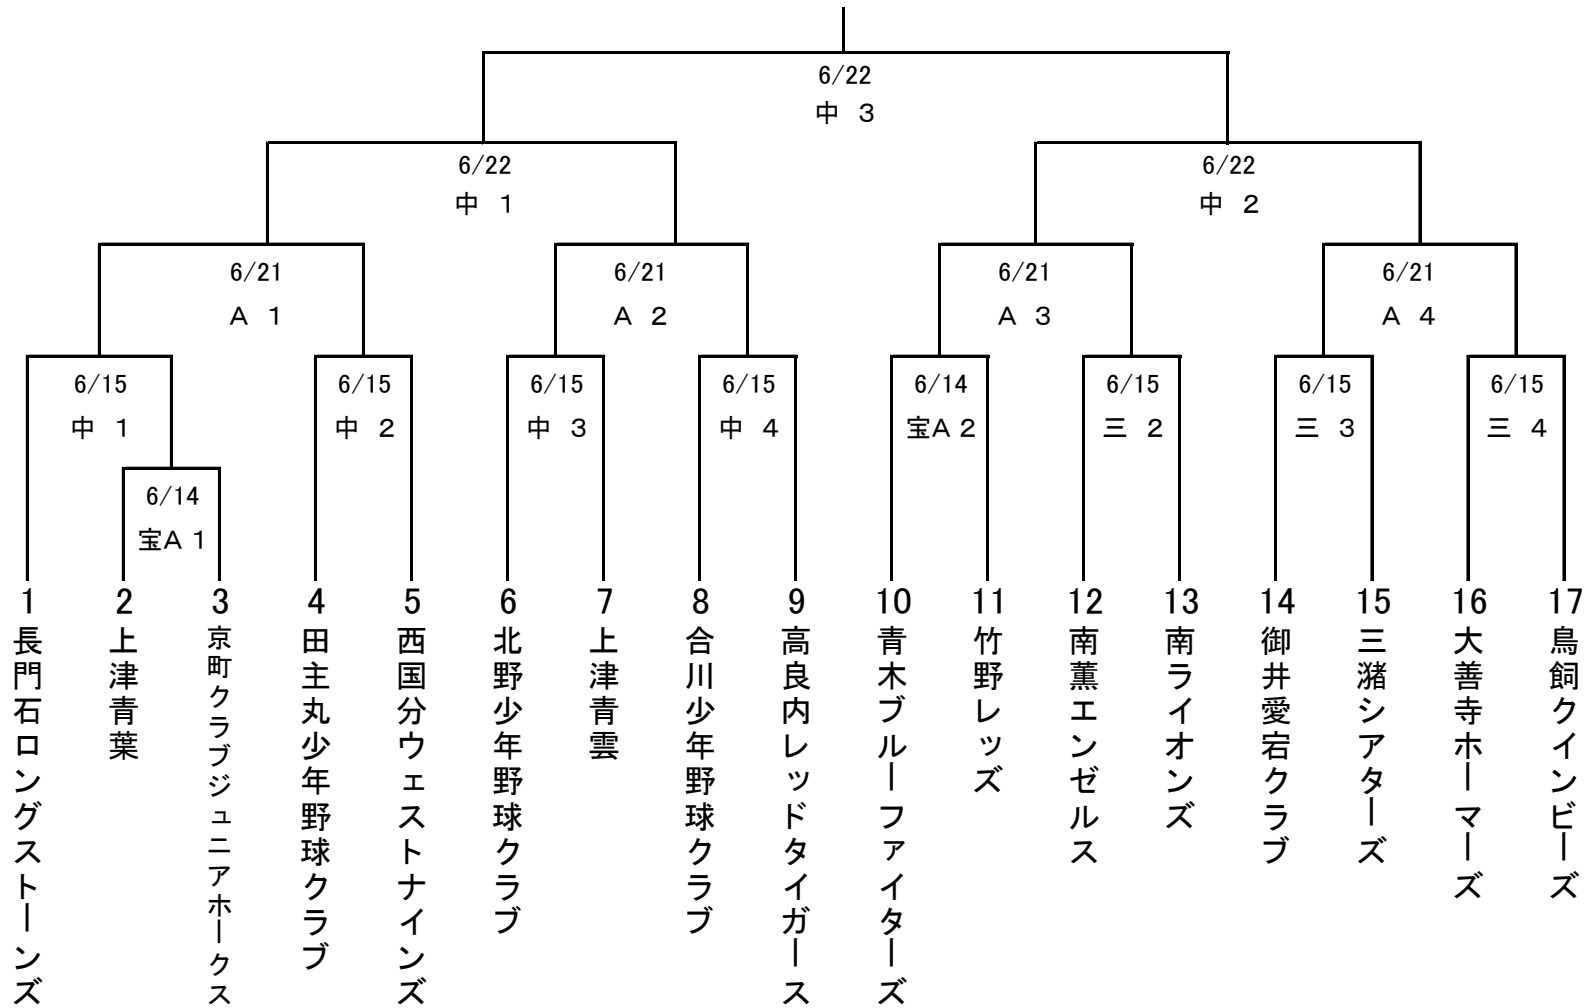 6/22
中 3
6/22
中 1
6/22
中 2
6/21
A 1
6/21
A 2
6/21
A 3
6/21
A 4
6/15
中 1
6/15
中 2
6/15
中 3
6/15
中 4
6/14
宝A 2
6/15
三 2
6/15
三 3
6/15
三 4
6/14
宝A 1
1
長門石ロングストーンズ
2
上津青葉
3
京町クラブジュニアホークス
4
田主丸少年野球クラブ
5
西国分ウェストナインズ
6
北野少年野球クラブ
7
上津青雲
8
合川少年野球クラブ
9
高良内レッドタイガース
10
青木ブルーファイターズ
11
竹野レッズ
12
南薫エンゼルス
13
南ライオンズ
14
御井愛宕クラブ
15
三潴シアターズ
16
大善寺ホーマーズ
17
鳥飼クインビーズ